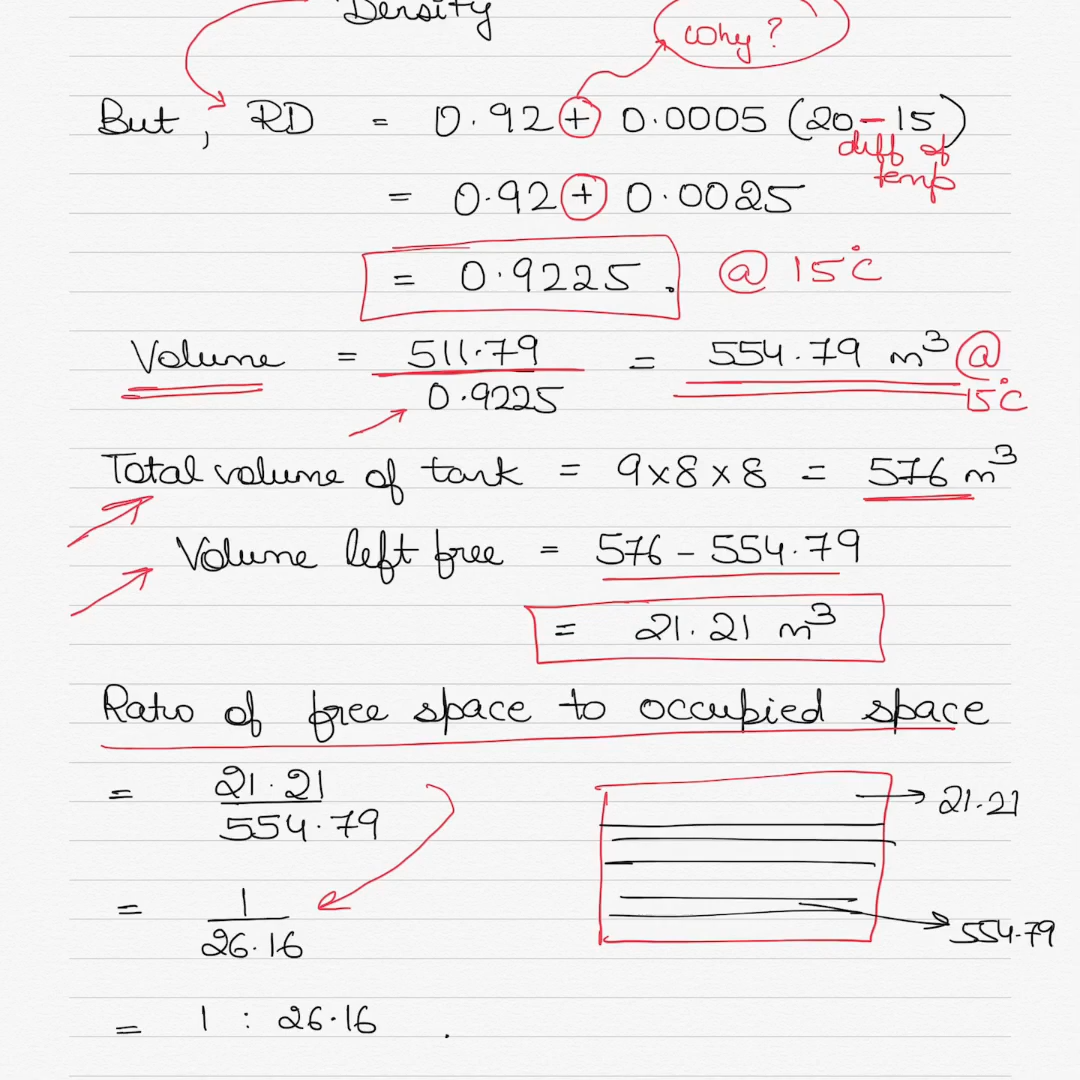 Density
Why?
But, RD = 0.92 + 0.0005 (20-15)
diff of
temp
= 0.92 + 0.0025
= 0.9225. @ 15°C
Volume = 511.79 / 0.9225 = 554.79 m³ @ 15°C
Total volume of tank = 9x8x8 = 576 m³
Volume left free = 576 - 554.79
= 21.21 m³
Ratio of free space to occupied space
= 21.21 / 554.79
21.21
= 1 / 26.16
554.79
= 1 : 26.16 .